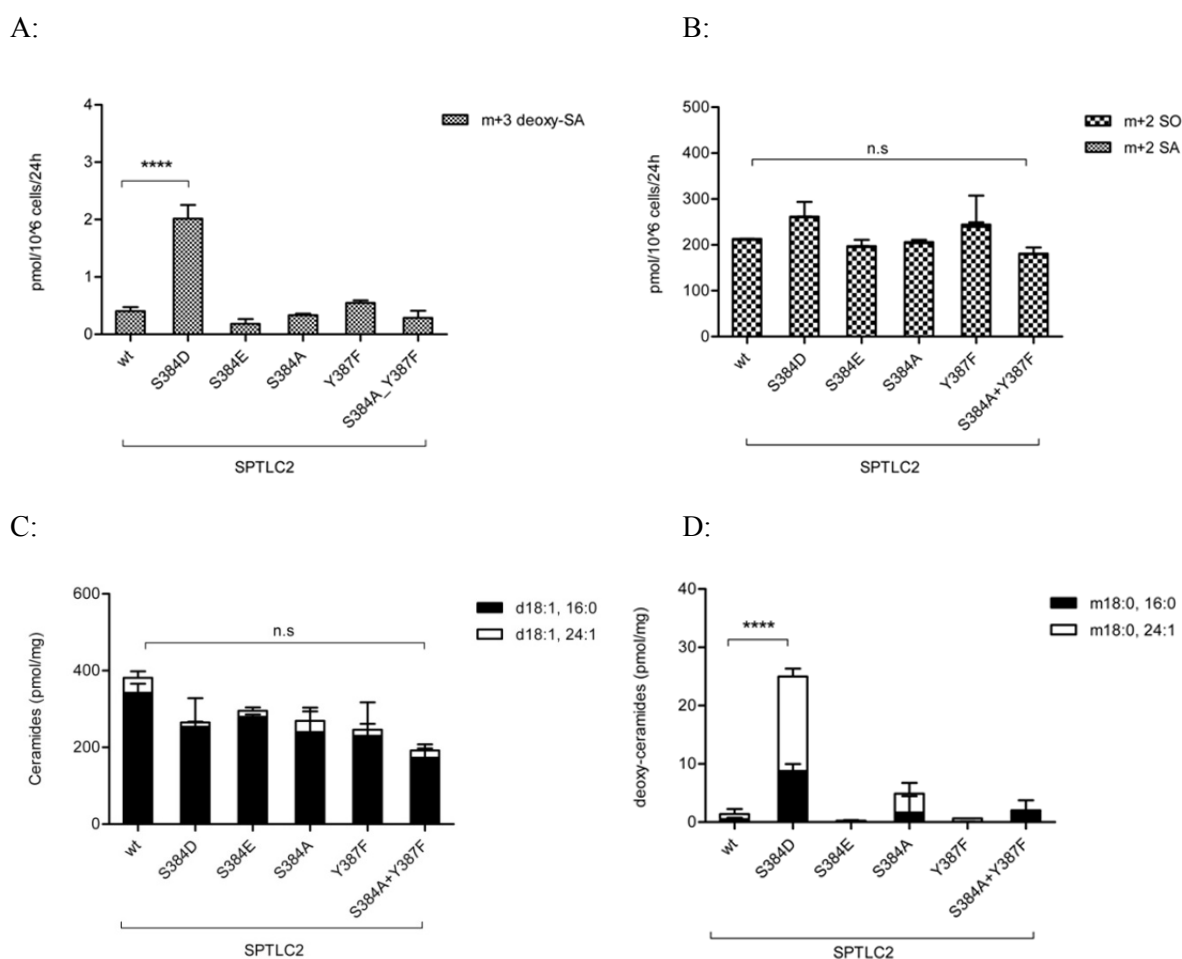 A:
4
3
2
1
0
pmol/10^6 cells/24h
****
m+3 deoxy-SA
wt
S384D
S384E
S384A
Y387F
S384A_Y387F
SPTLC2
B:
500
400
300
200
100
0
pmol/10^6 cells/24h
n.s
m+2 SO
m+2 SA
wt
S384D
S384E
S384A
Y387F
S384A+Y387F
SPTLC2
C:
600
400
200
0
Ceramides (pmol/mg)
n.s
d18:1, 16:0
d18:1, 24:1
wt
S384D
S384E
S384A
Y387F
S384A+Y387F
SPTLC2
D:
40
30
20
10
0
deoxy-ceramides (pmol/mg)
****
m18:0, 16:0
m18:0, 24:1
wt
S384D
S384E
S384A
Y387F
S384A+Y387F
SPTLC2